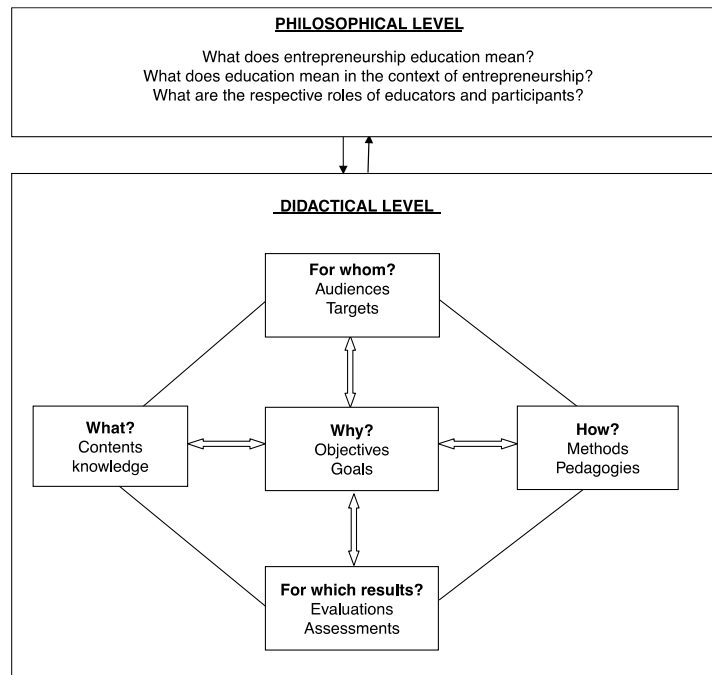 PHILOSOPHICAL LEVEL
What does entrepreneurship education mean?
What does education mean in the context of entrepreneurship?
What are the respective roles of educators and participants?
DIDACTICAL LEVEL
For whom?
Audiences
Targets
What?
Contents
knowledge
Why?
Objectives
Goals
How?
Methods
Pedagogies
For which results?
Evaluations
Assessments